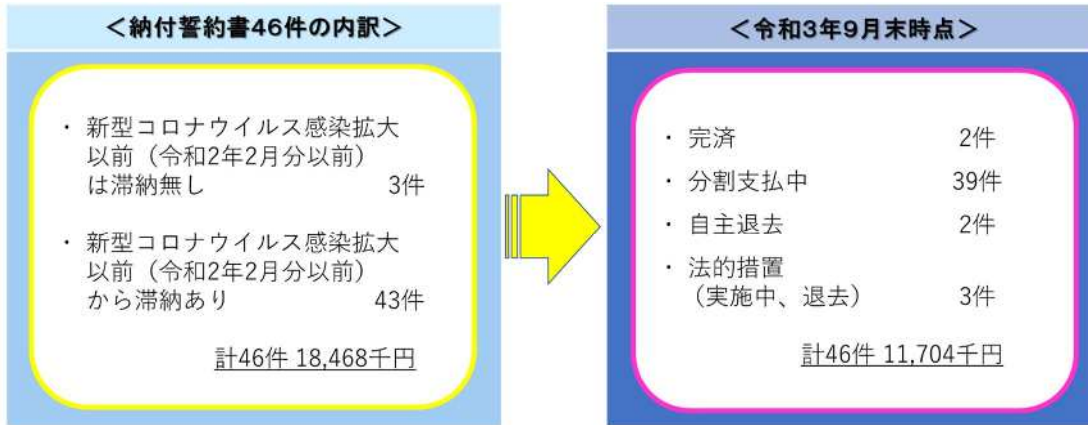 ＜納付誓約書46件の内訳＞
・ 新型コロナウイルス感染拡大
以前（令和2年2月分以前）
は滞納無し 3件
・ 新型コロナウイルス感染拡大
以前（令和2年2月分以前）
から滞納あり 43件
計46件 18,468千円
＜令和3年9月末時点＞
・ 完済 2件
・ 分割支払中 39件
・ 自主退去 2件
・ 法的措置
（実施中、退去） 3件
計46件 11,704千円